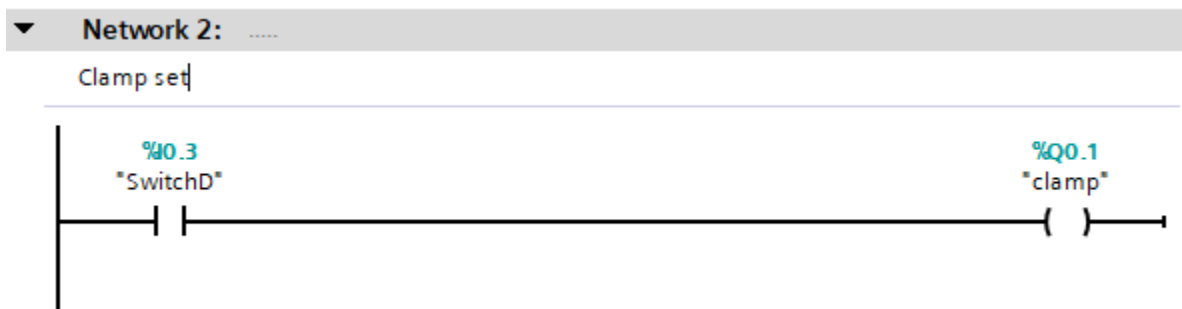 Network 2: .....
Clamp set
%I0.3
"SwitchD"
%Q0.1
"clamp"